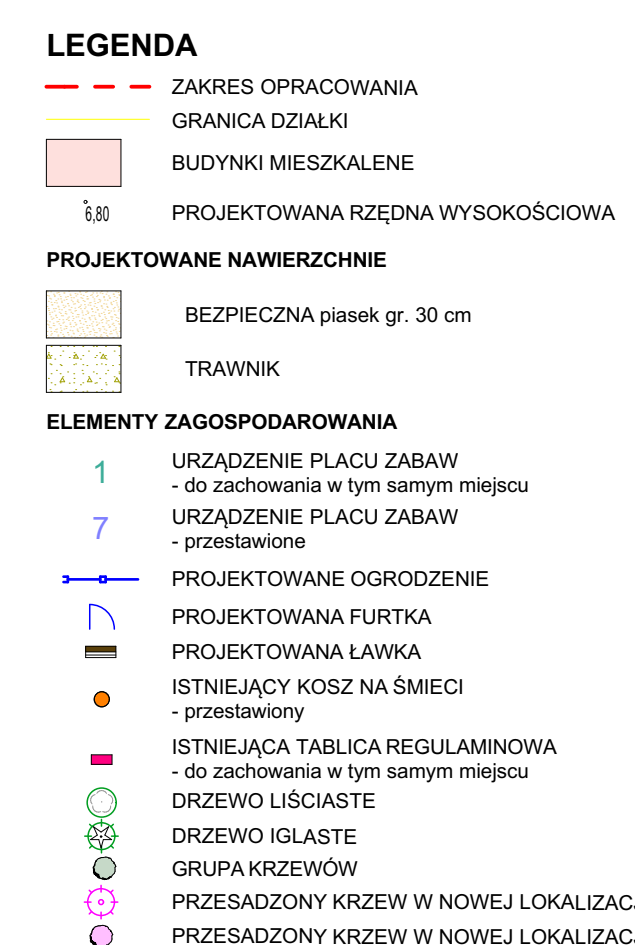 LEGENDA
ZAKRES OPRACOWANIA
GRANICA DZIAŁKI
BUDYNKI MIESZKALENE
6,80 PROJEKTOWANA RZĘDNA WYSOKOŚCIOWA
PROJEKTOWANE NAWIERZCHNIE
BEZPIECZNA piasek gr. 30 cm
TRAWNIK
ELEMENTY ZAGOSPODAROWANIA
1 URZĄDZENIE PLACU ZABAW
- do zachowania w tym samym miejscu
7 URZĄDZENIE PLACU ZABAW
- przestawione
PROJEKTOWANE OGRODZENIE
PROJEKTOWANA FURTKA
PROJEKTOWANA ŁAWKA
ISTNIEJĄCY KOSZ NA ŚMIECI
- przestawiony
ISTNIEJĄCA TABLICA REGULAMINOWA
- do zachowania w tym samym miejscu
DRZEWO LIŚCIASTE
DRZEWO IGLASTE
GRUPA KRZEWÓW
PRZESADZONY KRZEW W NOWEJ LOKALIZACJ
PRZESADZONY KRZEW W NOWEJ LOKALIZACJ